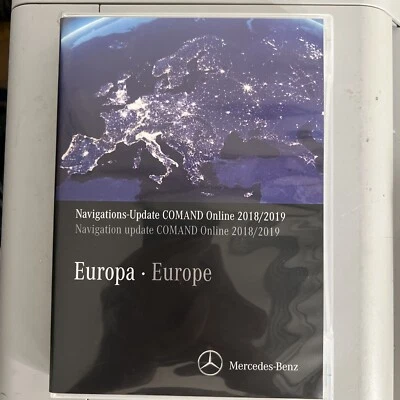 Navigations-Update COMAND Online 2018/2019
Navigation update COMAND Online 2018/2019
Europa · Europe
Mercedes-Benz